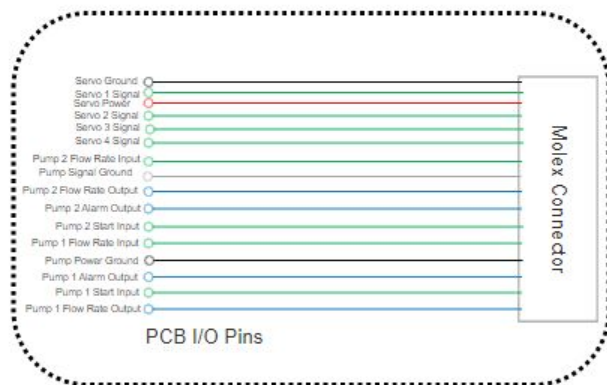 Servo Ground
Servo 1 Signal
Servo Power
Servo 2 Signal
Servo 3 Signal
Servo 4 Signal
Pump 2 Flow Rate Input
Pump Signal Ground
Pump 2 Flow Rate Output
Pump 2 Alarm Output
Pump 2 Start Input
Pump 1 Flow Rate Input
Pump Power Ground
Pump 1 Alarm Output
Pump 1 Start Input
Pump 1 Flow Rate Output
Molex Connector
PCB I/O Pins